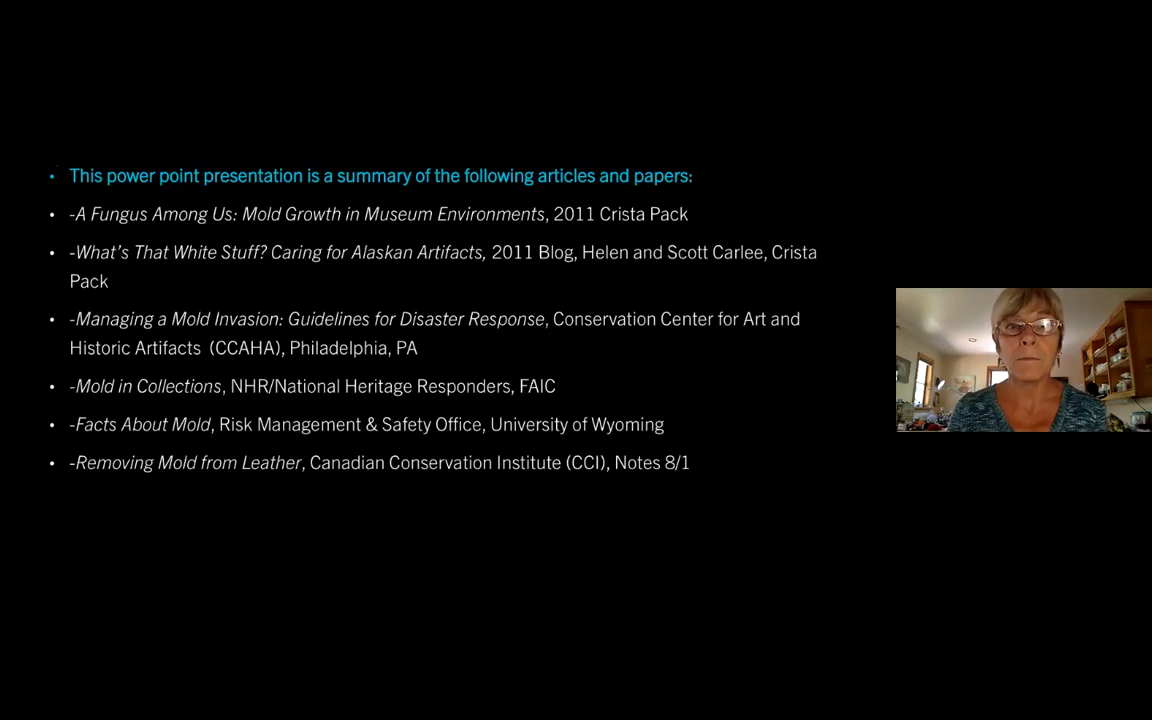 • This power point presentation is a summary of the following articles and papers:
• -A Fungus Among Us: Mold Growth in Museum Environments, 2011 Crista Pack
• -What's That White Stuff? Caring for Alaskan Artifacts, 2011 Blog, Helen and Scott Carlee, Crista
Pack
• -Managing a Mold Invasion: Guidelines for Disaster Response, Conservation Center for Art and
Historic Artifacts (CCAHA), Philadelphia, PA
• -Mold in Collections, NHR/National Heritage Responders, FAIC
• -Facts About Mold, Risk Management & Safety Office, University of Wyoming
• -Removing Mold from Leather, Canadian Conservation Institute (CCI), Notes 8/1